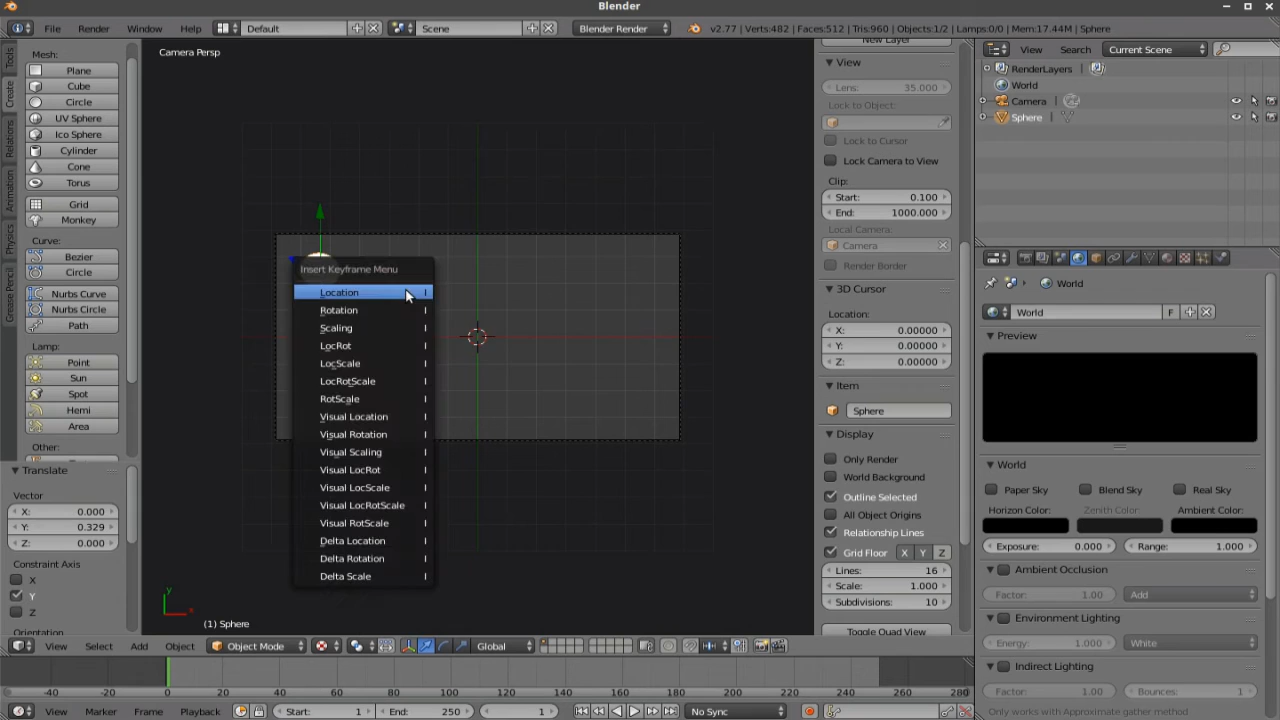 Blender
File Render Window Help Default Scene Blender Render v2.77 | Verts:482 | Faces:512 | Tris:960 | Objects:1/2 | Lamps:0/0 | Mem:17.44M | Sphere
Tools
Create
Relations
Animation
Physics
Grease Pencil
Mesh:
Plane
Cube
Circle
UV Sphere
Ico Sphere
Cylinder
Cone
Torus
Grid
Monkey
Curve:
Bezier
Circle
Nurbs Curve
Nurbs Circle
Path
Lamp:
Point
Sun
Spot
Hemi
Area
Other:
Translate
Vector
X: 0.000
Y: 0.329
Z: 0.000
Constraint Axis
X
Y
Z
Orientation
Camera Persp
Insert Keyframe Menu
Location I
Rotation I
Scaling I
LocRot I
LocScale I
LocRotScale I
RotScale I
Visual Location I
Visual Rotation I
Visual Scaling I
Visual LocRot I
Visual LocScale I
Visual LocRotScale I
Visual RotScale I
Delta Location I
Delta Rotation I
Delta Scale I
y
x
(1) Sphere
New Layer
View
Lens: 35.000
Lock to Object:
Lock to Cursor
Lock Camera to View
Clip:
Start: 0.100
End: 1000.000
Local Camera:
Camera
Render Border
3D Cursor
Location:
X: 0.00000
Y: 0.00000
Z: 0.00000
Item
Sphere
Display
Only Render
World Background
Outline Selected
All Object Origins
Relationship Lines
Grid Floor X Y Z
Lines: 16
Scale: 1.000
Subdivisions: 10
Toggle Quad View
View Search Current Scene
RenderLayers
World
Camera
Sphere
World
World F
Preview
World
Paper Sky Blend Sky Real Sky
Horizon Color: Zenith Color: Ambient Color:
Exposure: 0.000 Range: 1.000
Ambient Occlusion
Factor: 1.00 Add
Environment Lighting
Energy: 1.000 White
Indirect Lighting
Factor: 1.00 Bounces: 1
Only works with Approximate gather method
View Select Add Object Object Mode Global
-40 -20 0 20 40 60 80 100 120 140 160 180 200 220 240 260 280
View Marker Frame Playback Start: 1 End: 250 1 No Sync